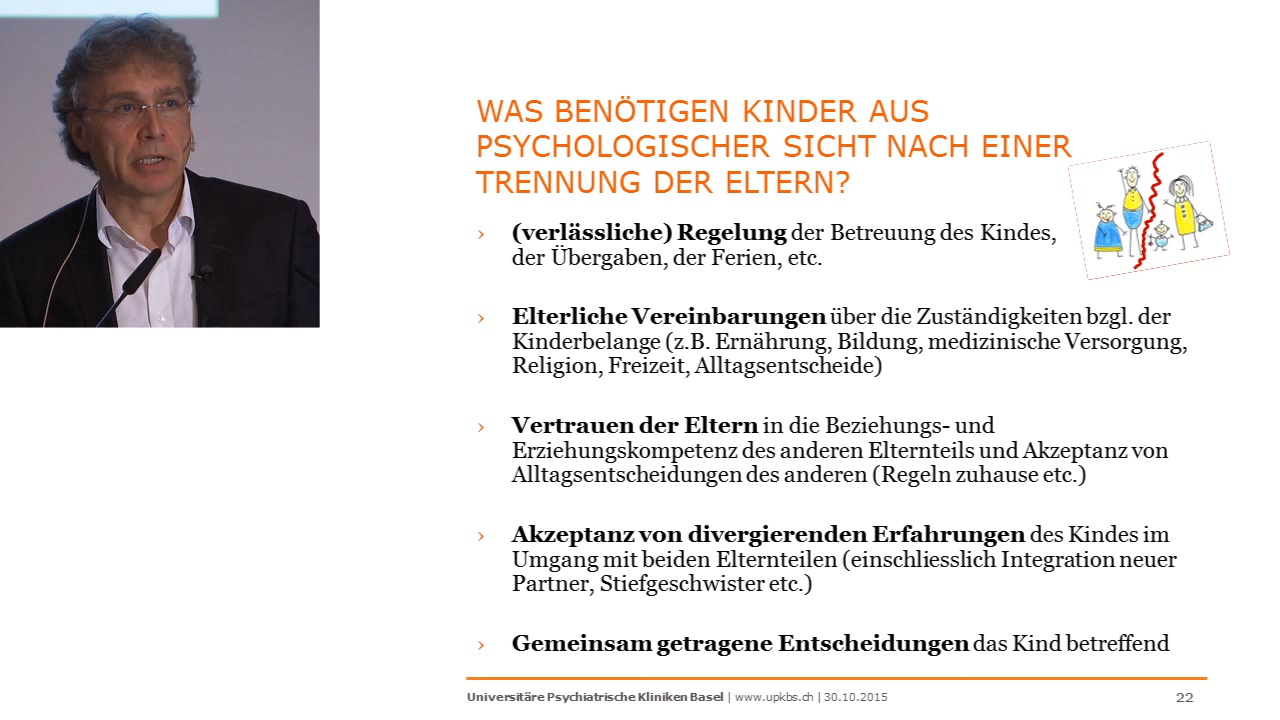 WAS BENÖTIGEN KINDER AUS
PSYCHOLOGISCHER SICHT NACH EINER
TRENNUNG DER ELTERN?
› (verlässliche) Regelung der Betreuung des Kindes,
der Übergaben, der Ferien, etc.
› Elterliche Vereinbarungen über die Zuständigkeiten bzgl. der
Kinderbelange (z.B. Ernährung, Bildung, medizinische Versorgung,
Religion, Freizeit, Alltagsentscheide)
› Vertrauen der Eltern in die Beziehungs- und
Erziehungskompetenz des anderen Elternteils und Akzeptanz von
Alltagsentscheidungen des anderen (Regeln zuhause etc.)
› Akzeptanz von divergierenden Erfahrungen des Kindes im
Umgang mit beiden Elternteilen (einschliesslich Integration neuer
Partner, Stiefgeschwister etc.)
› Gemeinsam getragene Entscheidungen das Kind betreffend
Universitäre Psychiatrische Kliniken Basel | www.upkbs.ch | 30.10.2015 22